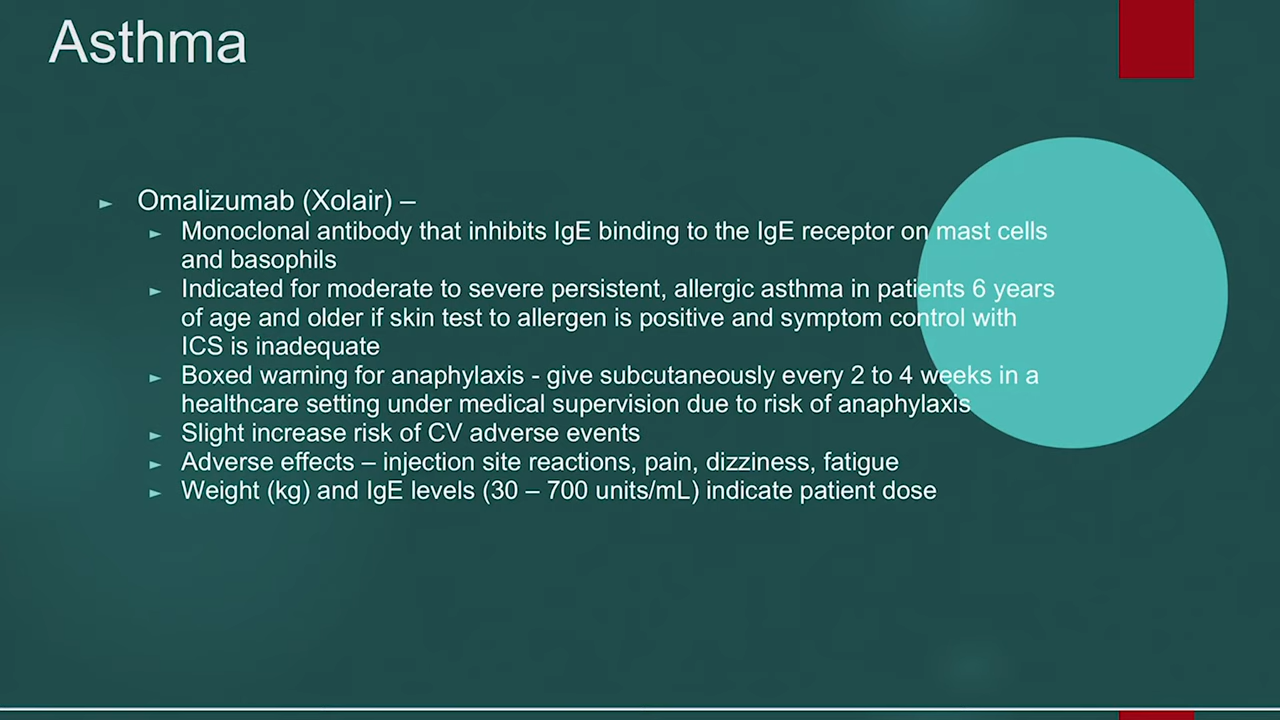 Asthma
► Omalizumab (Xolair) –
► Monoclonal antibody that inhibits IgE binding to the IgE receptor on mast cells
and basophils
► Indicated for moderate to severe persistent, allergic asthma in patients 6 years
of age and older if skin test to allergen is positive and symptom control with
ICS is inadequate
► Boxed warning for anaphylaxis - give subcutaneously every 2 to 4 weeks in a
healthcare setting under medical supervision due to risk of anaphylaxis
► Slight increase risk of CV adverse events
► Adverse effects – injection site reactions, pain, dizziness, fatigue
► Weight (kg) and IgE levels (30 – 700 units/mL) indicate patient dose